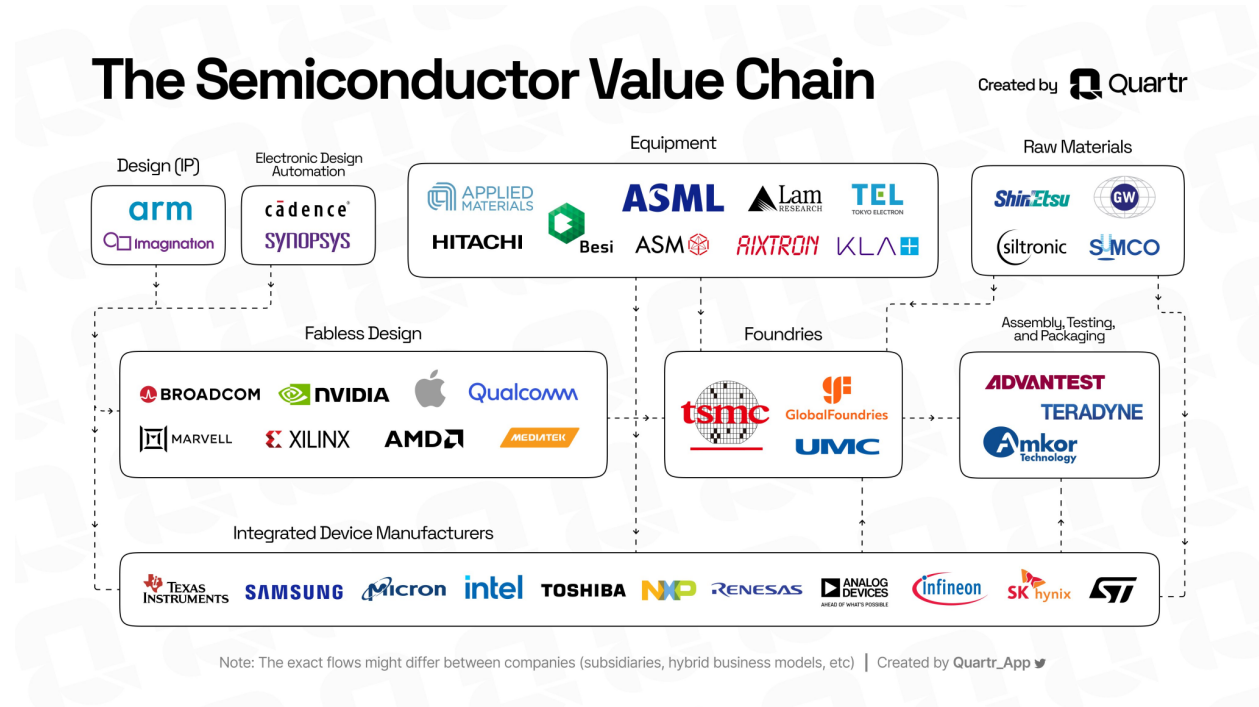 The Semiconductor Value Chain
Created by Quartr
Design (IP)
arm
Imagination
Electronic Design
Automation
cādence®
SYNOPSYS
Equipment
APPLIED
MATERIALS
HITACHI
Besi
ASML
ASM
Lam
RESEARCH
AIXTRON
TEL
TOKYO ELECTRON
KLA
Raw Materials
ShinEtsu
GW
siltronic
SUMCO
Fabless Design
BROADCOM
NVIDIA
Qualcomm
MARVELL
XILINX
AMD
MEDIATEK
Foundries
tsmc
GF
GlobalFoundries
UMC
Assembly, Testing,
and Packaging
ADVANTEST
TERADYNE
Amkor
Technology
Integrated Device Manufacturers
TEXAS
INSTRUMENTS
SAMSUNG
Micron
intel
TOSHIBA
NXP
RENESAS
ANALOG
DEVICES
AHEAD OF WHAT'S POSSIBLE
infineon
SK hynix
ST
Note: The exact flows might differ between companies (subsidiaries, hybrid business models, etc) | Created by Quartr_App